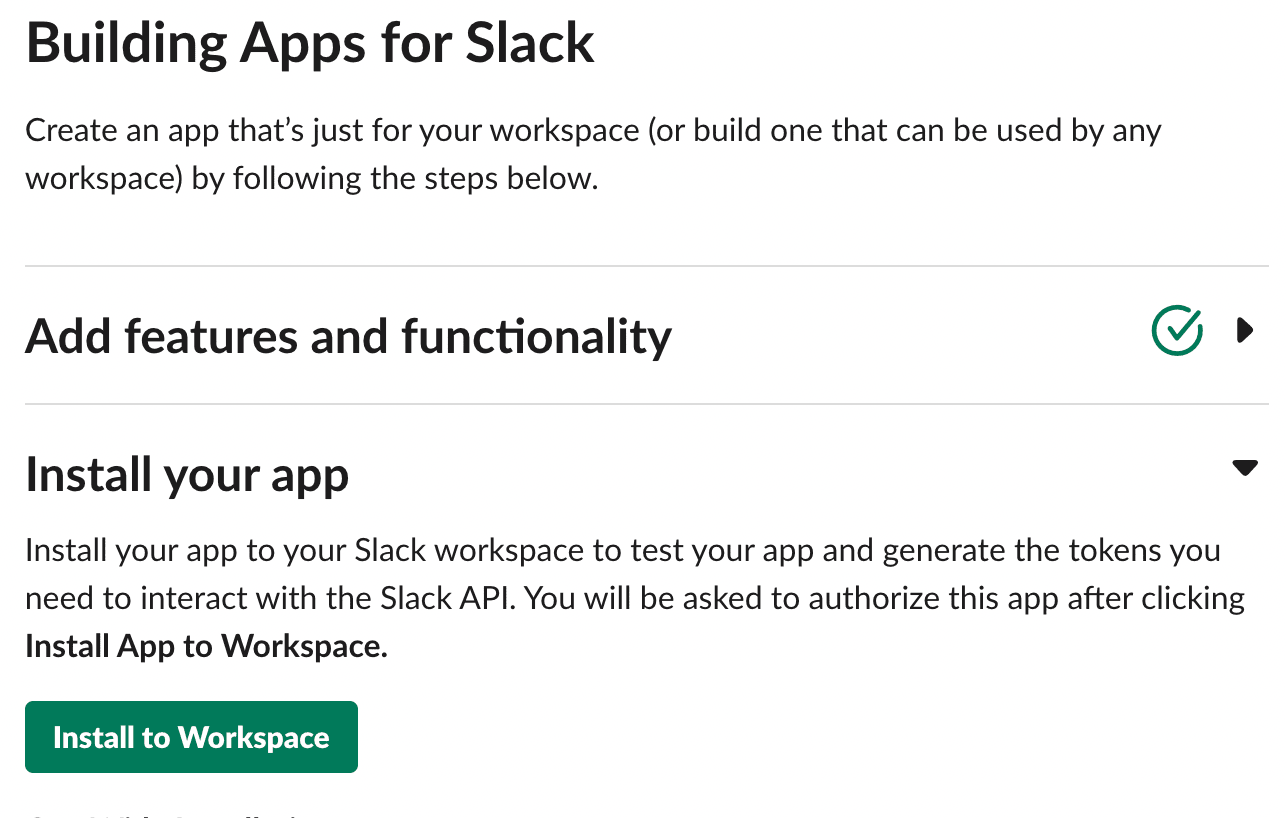 Building Apps for Slack
Create an app that’s just for your workspace (or build one that can be used by any
workspace) by following the steps below.
Add features and functionality
Install your app
Install your app to your Slack workspace to test your app and generate the tokens you
need to interact with the Slack API. You will be asked to authorize this app after clicking
Install App to Workspace.
Install to Workspace